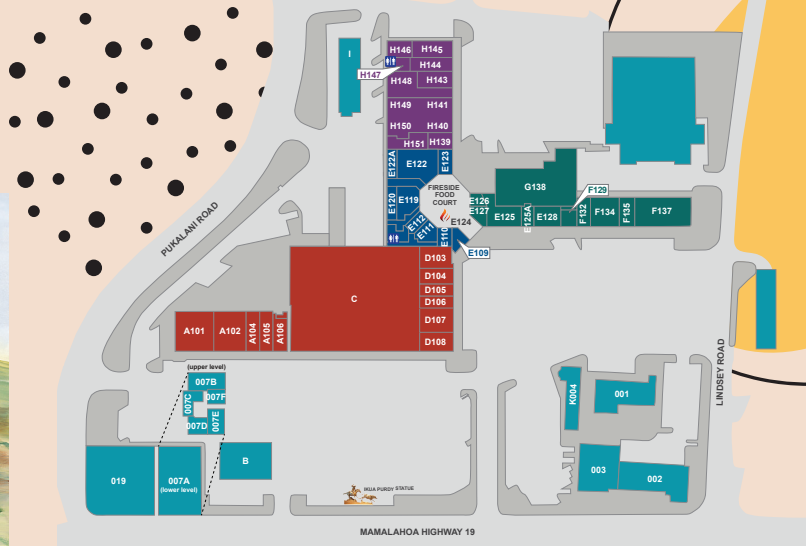 I
H146
H145
H144
H147
H148
H143
H149
H141
H150
H140
H151
H139
E122A
E122
E123
E120
E119
FIRESIDE
FOOD
COURT
E124
E112
E111
E110
E109
E126
E127
G138
E125
E125A
E128
F129
F132
F134
F135
F137
PUKALANI ROAD
C
D103
D104
D105
D106
D107
D108
A101
A102
A104
A105
A106
LINDSEY ROAD
(upper level)
007B
007C
007F
007D
007E
K004
001
019
007A
(lower level)
B
003
002
IKUA PURDY STATUE
MAMALAHOA HIGHWAY 19